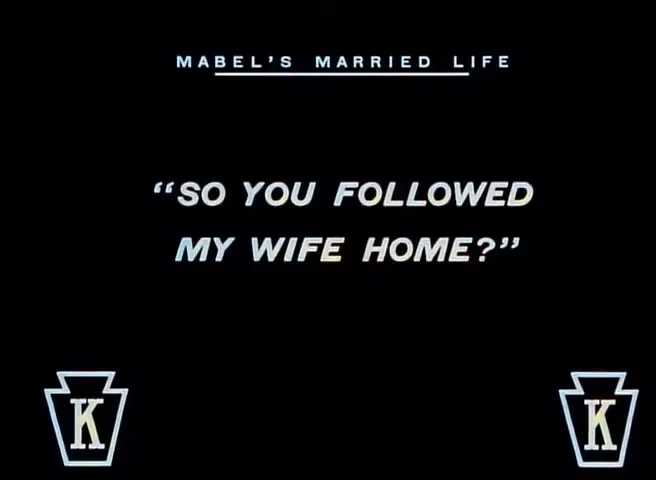 MABEL'S MARRIED LIFE
"SO YOU FOLLOWED
MY WIFE HOME?"
K K